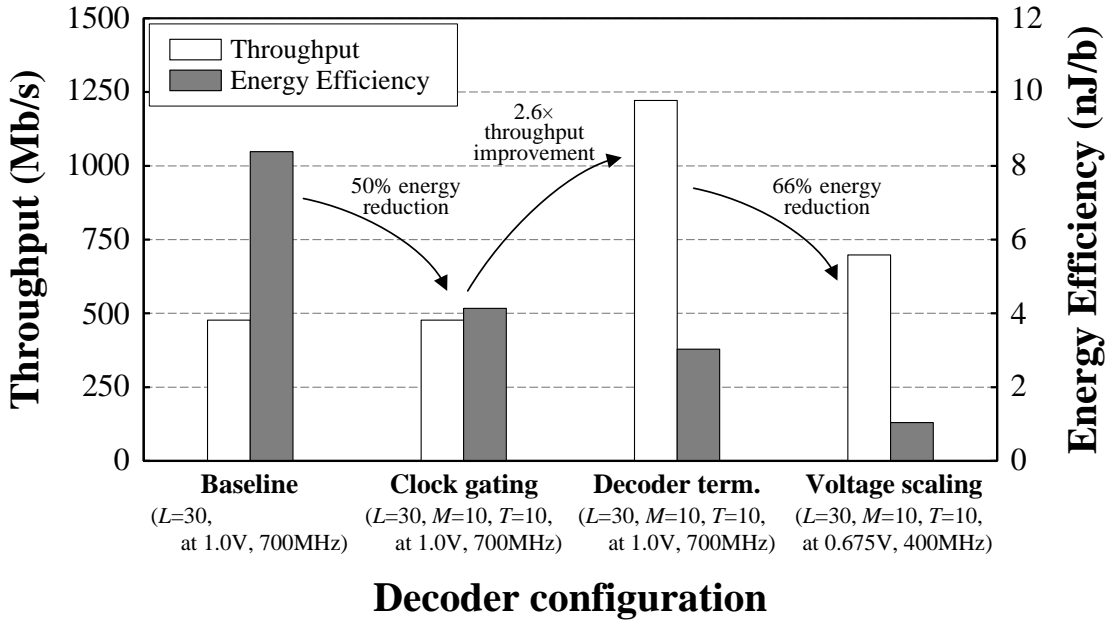 Throughput (Mb/s)
1500
1250
1000
750
500
250
0
Throughput
Energy Efficiency
50% energy
reduction
2.6×
throughput
improvement
66% energy
reduction
12
10
8
6
4
2
0
Energy Efficiency (nJ/b)
Baseline
(L=30,
at 1.0V, 700MHz)
Clock gating
(L=30, M=10, T=10,
at 1.0V, 700MHz)
Decoder term.
(L=30, M=10, T=10,
at 1.0V, 700MHz)
Voltage scaling
(L=30, M=10, T=10,
at 0.675V, 400MHz)
Decoder configuration